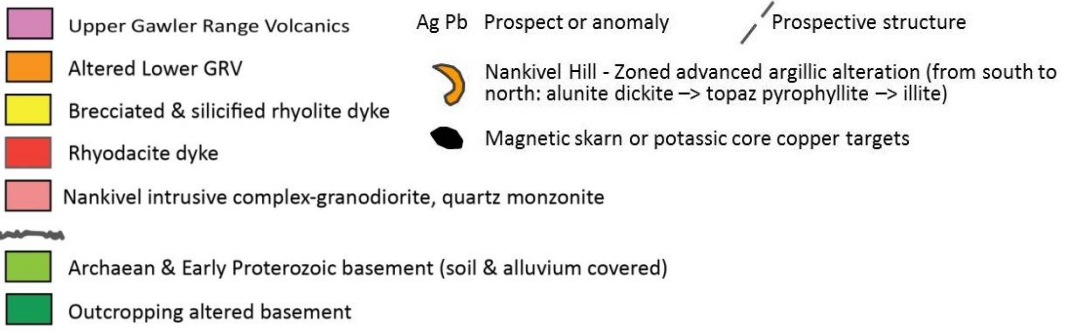 Upper Gawler Range Volcanics
Altered Lower GRV
Brecciated & silicified rhyolite dyke
Rhyodacite dyke
Nankivel intrusive complex-granodiorite, quartz monzonite
Archaean & Early Proterozoic basement (soil & alluvium covered)
Outcropping altered basement
Ag Pb Prospect or anomaly
Prospective structure
Nankivel Hill - Zoned advanced argillic alteration (from south to
north: alunite dickite –> topaz pyrophyllite –> illite)
Magnetic skarn or potassic core copper targets